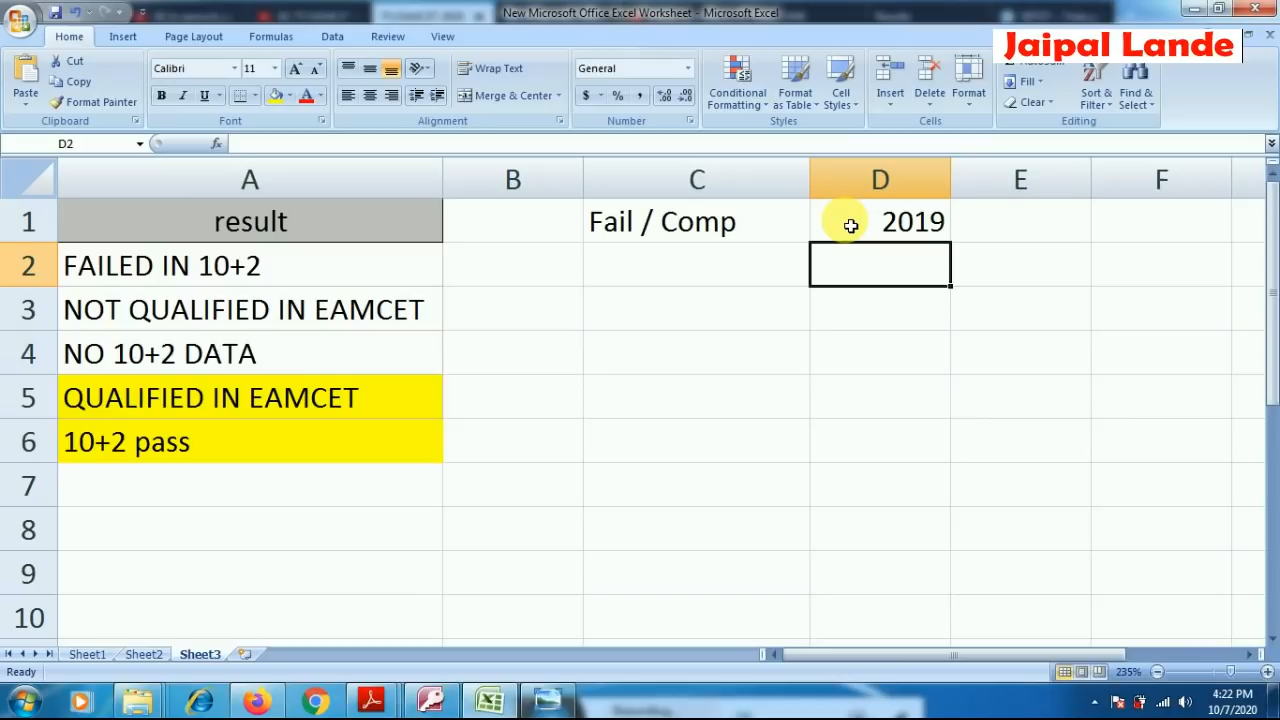 New Microsoft Office Excel Worksheet - Microsoft Excel
Home Insert Page Layout Formulas Data Review View
Jaipal Lande
Paste
Cut
Copy
Format Painter
Clipboard
Calibri 11
B I U
Font
Wrap Text
Merge & Center
Alignment
General
$ % ,
Number
Conditional Formatting
Format as Table
Cell Styles
Styles
Insert
Delete
Format
Cells
Fill
Clear
Sort & Filter
Find & Select
Editing
D2
fx
A B C D E F
1 result Fail / Comp 2019
2 FAILED IN 10+2
3 NOT QUALIFIED IN EAMCET
4 NO 10+2 DATA
5 QUALIFIED IN EAMCET
6 10+2 pass
7
8
9
10
Sheet1 Sheet2 Sheet3
Ready 235%
4:22 PM
10/7/2020